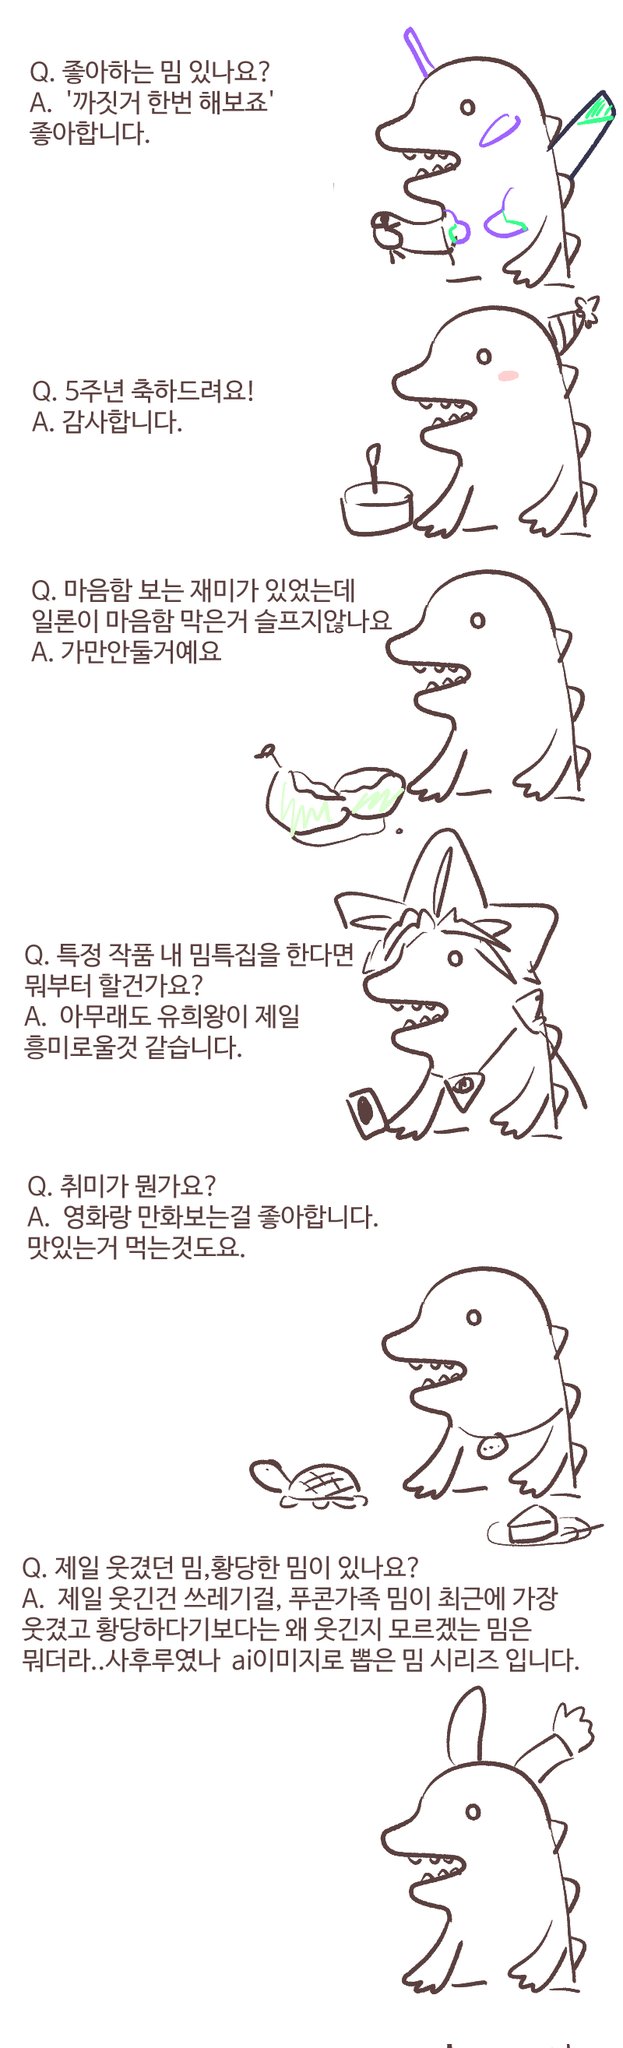 Q. 좋아하는 밈 있나요?
A. '까짓거 한번 해보죠'
좋아합니다.
Q. 5주년 축하드려요!
A. 감사합니다.
Q. 마음함 보는 재미가 있었는데
일론이 마음함 막은거 슬프지않나요
A. 가만안둘거예요
Q. 특정 작품 내 밈특집을 한다면
뭐부터 할건가요?
A. 아무래도 유희왕이 제일
흥미로울것 같습니다.
Q. 취미가 뭔가요?
A. 영화랑 만화보는걸 좋아합니다.
맛있는거 먹는것도요.
Q. 제일 웃겼던 밈,황당한 밈이 있나요?
A. 제일 웃긴건 쓰레기걸, 푸콘가족 밈이 최근에 가장
웃겼고 황당하다기보다는 왜 웃긴지 모르겠는 밈은
뭐더라..사후루였나 ai이미지로 뽑은 밈 시리즈 입니다.